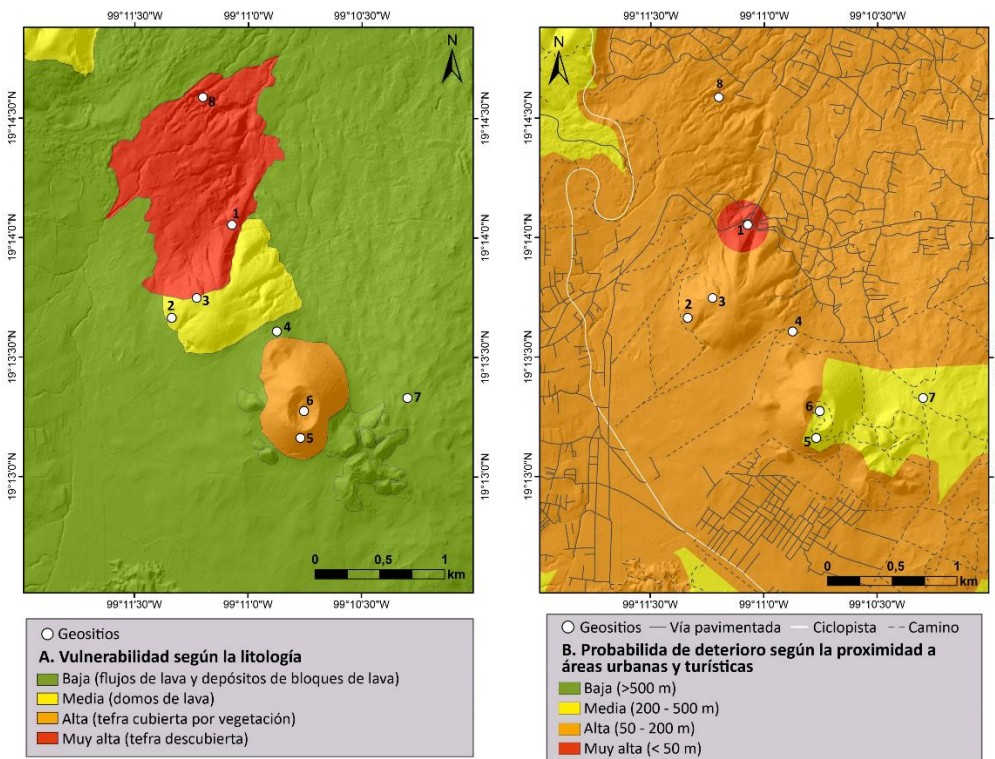 99°11'30"O
99°11'0"O
99°10'30"O
N
19°14'30"N
19°14'0"N
19°13'30"N
19°13'0"N
8
1
3
2
4
7
6
5
0
0,5
1
km
99°11'30"O
99°11'0"O
99°10'30"O
Geositios
A. Vulnerabilidad según la litología
Baja (flujos de lava y depósitos de bloques de lava)
Media (domos de lava)
Alta (tefra cubierta por vegetación)
Muy alta (tefra descubierta)
99°11'30"O
99°11'0"O
99°10'30"O
N
19°14'30"N
19°14'0"N
19°13'30"N
19°13'0"N
8
1
3
2
4
6
7
5
0
0,5
1
km
99°11'30"O
99°11'0"O
99°10'30"O
Geositios Vía pavimentada Ciclopista Camino
B. Probabilida de deterioro según la proximidad a
áreas urbanas y turísticas
Baja (>500 m)
Media (200 - 500 m)
Alta (50 - 200 m)
Muy alta (< 50 m)